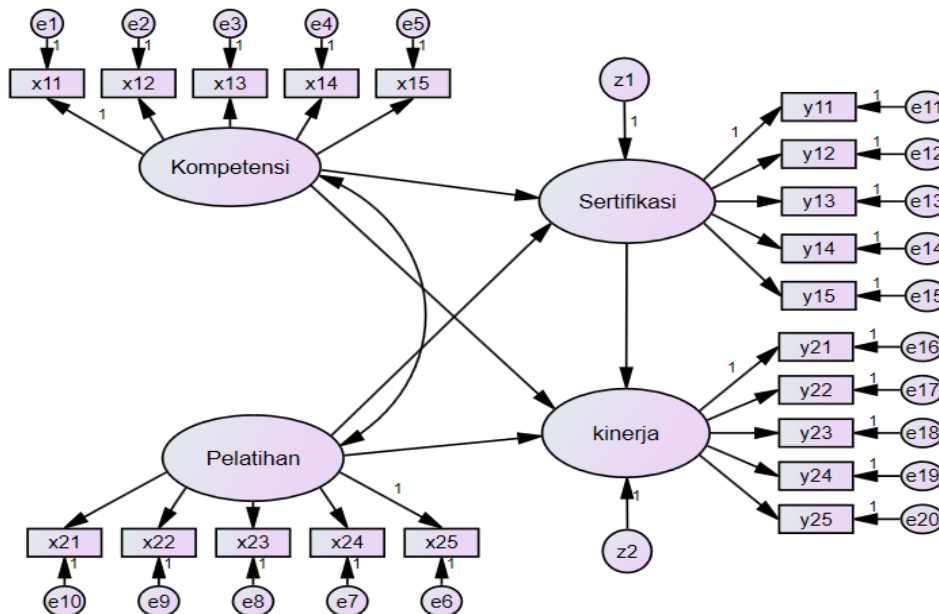 e1 e2 e3 e4 e5
1 1 1 1 1
x11 x12 x13 x14 x15
1
Kompetensi
z1
1
Sertifikasi
1
y11 1 e11
y12 1 e12
y13 1 e13
y14 1 e14
y15 1 e15
1
y21 1 e16
y22 1 e17
y23 1 e18
y24 1 e19
y25 1 e20
kinerja
1
z2
Pelatihan
1
x21 x22 x23 x24 x25
1 1 1 1 1
e10 e9 e8 e7 e6